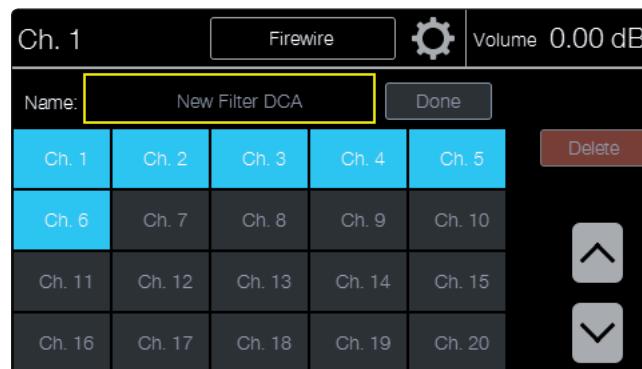 Ch. 1 Firewire Volume 0.00 dB
Name: New Filter DCA Done
Ch. 1 Ch. 2 Ch. 3 Ch. 4 Ch. 5 Delete
Ch. 6 Ch. 7 Ch. 8 Ch. 9 Ch. 10
Ch. 11 Ch. 12 Ch. 13 Ch. 14 Ch. 15
Ch. 16 Ch. 17 Ch. 18 Ch. 19 Ch. 20